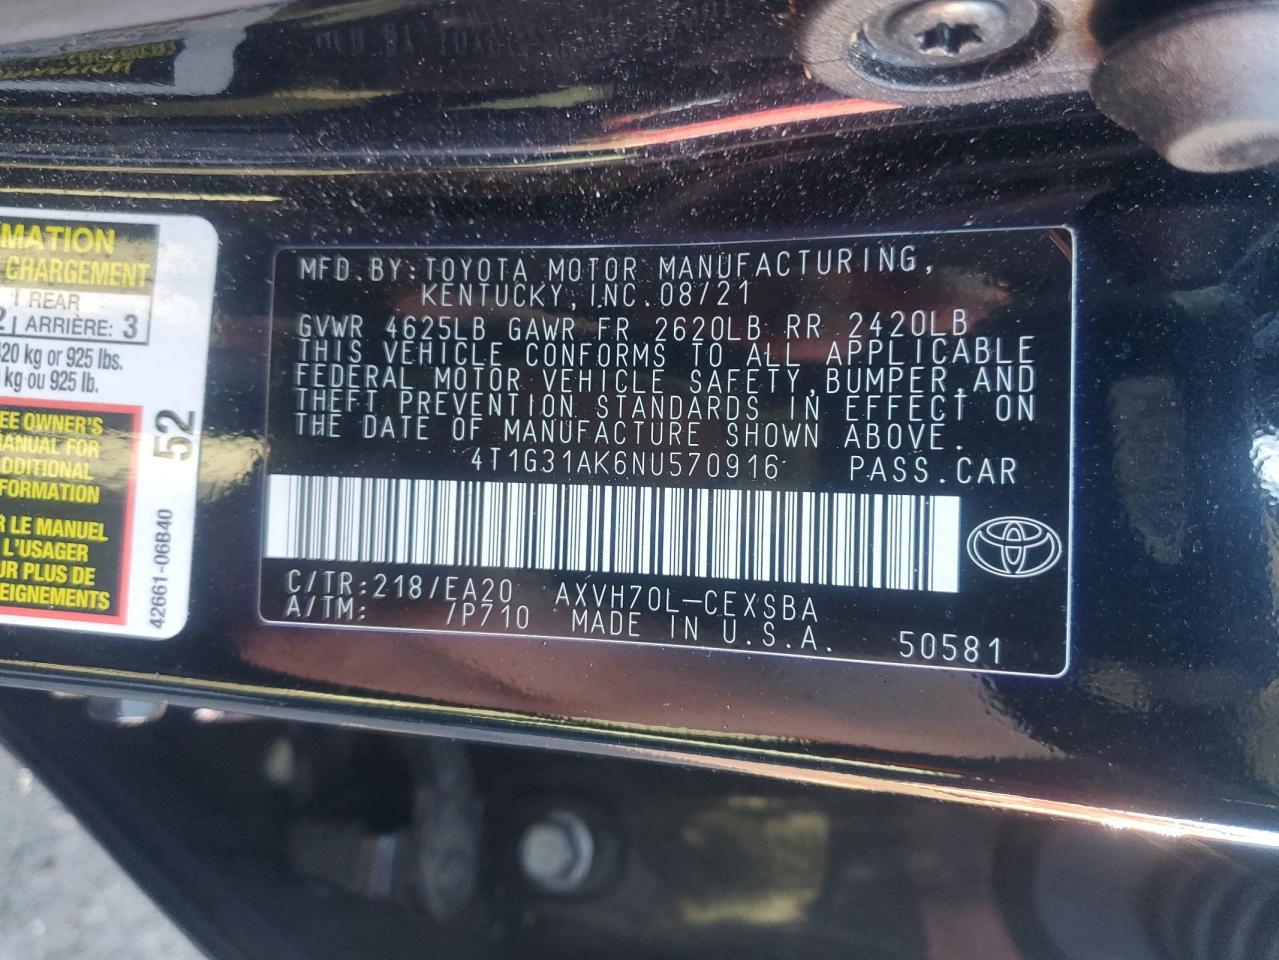 MATION
CHARGEMENT
REAR
ARRIÈRE: 3
420 kg or 925 lbs.
kg ou 925 lb.
EE OWNER'S
MANUAL FOR
ADDITIONAL
FORMATION
R LE MANUEL
L'USAGER
UR PLUS DE
SEIGNEMENTS
52
42661-06B40
MFD.BY:TOYOTA MOTOR MANUFACTURING,
KENTUCKY,INC.08/21
GVWR 4625LB GAWR FR 2620LB RR 2420LB
THIS VEHICLE CONFORMS TO ALL APPLICABLE
FEDERAL MOTOR VEHICLE SAFETY,BUMPER,AND
THEFT PREVENTION STANDARDS IN EFFECT ON
THE DATE OF MANUFACTURE SHOWN ABOVE.
4T1G31AK6NU570916 PASS.CAR
C/TR:218/EA20 AXVH70L-CEXSBA
A/TM: /P710 MADE IN U.S.A. 50581